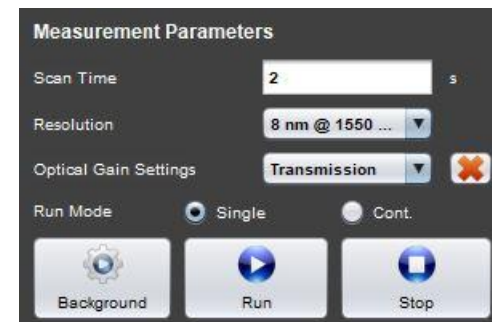 Measurement Parameters
Scan Time 2 s
Resolution 8 nm @ 1550 ...
Optical Gain Settings Transmission
Run Mode Single Cont.
Background Run Stop